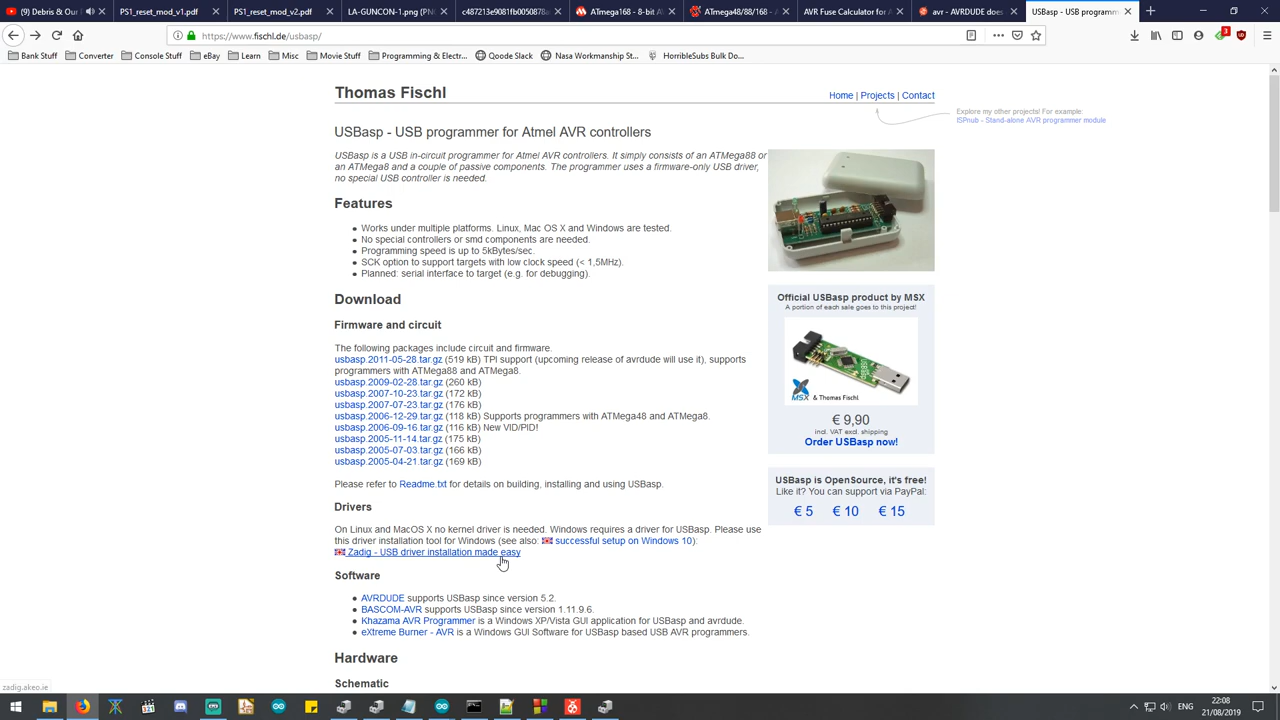 (9) Debris & Ou
PS1_reset_mod_v1.pdf
PS1_reset_mod_v2.pdf
LA-GUNCON-1.png (PN
c487213e9081fb0050878a
ATmega168 - 8-bit AV
ATmega48/88/168 - A
AVR Fuse Calculator for A
avr - AVRDUDE does
USBasp - USB programm
https://www.fischl.de/usbasp/
3
Bank Stuff
Converter
Console Stuff
eBay
Learn
Misc
Movie Stuff
Programming & Electr...
Qoode Slack
Nasa Workmanship St...
HorribleSubs Bulk Do...
Thomas Fischl
Home | Projects | Contact
Explore my other projects! For example:
ISPnub - Stand-alone AVR programmer module
USBasp - USB programmer for Atmel AVR controllers
USBasp is a USB in-circuit programmer for Atmel AVR controllers. It simply consists of an ATMega88 or
an ATMega8 and a couple of passive components. The programmer uses a firmware-only USB driver,
no special USB controller is needed.
Features
Works under multiple platforms. Linux, Mac OS X and Windows are tested.
No special controllers or smd components are needed.
Programming speed is up to 5kBytes/sec.
SCK option to support targets with low clock speed (< 1,5MHz).
Planned: serial interface to target (e.g. for debugging).
Download
Firmware and circuit
The following packages include circuit and firmware.
usbasp.2011-05-28.tar.gz (519 kB) TPI support (upcoming release of avrdude will use it), supports
programmers with ATMega88 and ATMega8.
usbasp.2009-02-28.tar.gz (260 kB)
usbasp.2007-10-23.tar.gz (172 kB)
usbasp.2007-07-23.tar.gz (176 kB)
usbasp.2006-12-29.tar.gz (118 kB) Supports programmers with ATMega48 and ATMega8.
usbasp.2006-09-16.tar.gz (116 kB) New VID/PID!
usbasp.2005-11-14.tar.gz (175 kB)
usbasp.2005-07-03.tar.gz (166 kB)
usbasp.2005-04-21.tar.gz (169 kB)
Please refer to Readme.txt for details on building, installing and using USBasp.
Drivers
On Linux and MacOS X no kernel driver is needed. Windows requires a driver for USBasp. Please use
this driver installation tool for Windows (see also: successful setup on Windows 10):
Zadig - USB driver installation made easy
Software
AVRDUDE supports USBasp since version 5.2.
BASCOM-AVR supports USBasp since version 1.11.9.6.
Khazama AVR Programmer is a Windows XP/Vista GUI application for USBasp and avrdude.
eXtreme Burner - AVR is a Windows GUI Software for USBasp based USB AVR programmers.
Hardware
Schematic
Official USBasp product by MSX
A portion of each sale goes to this project!
MSX & Thomas Fischl
€ 9,90
incl. VAT excl. shipping
Order USBasp now!
USBasp is OpenSource, it's free!
Like it? You can support via PayPal:
€ 5 € 10 € 15
zadig.akeo.ie
ENG
22:08
21/08/2019